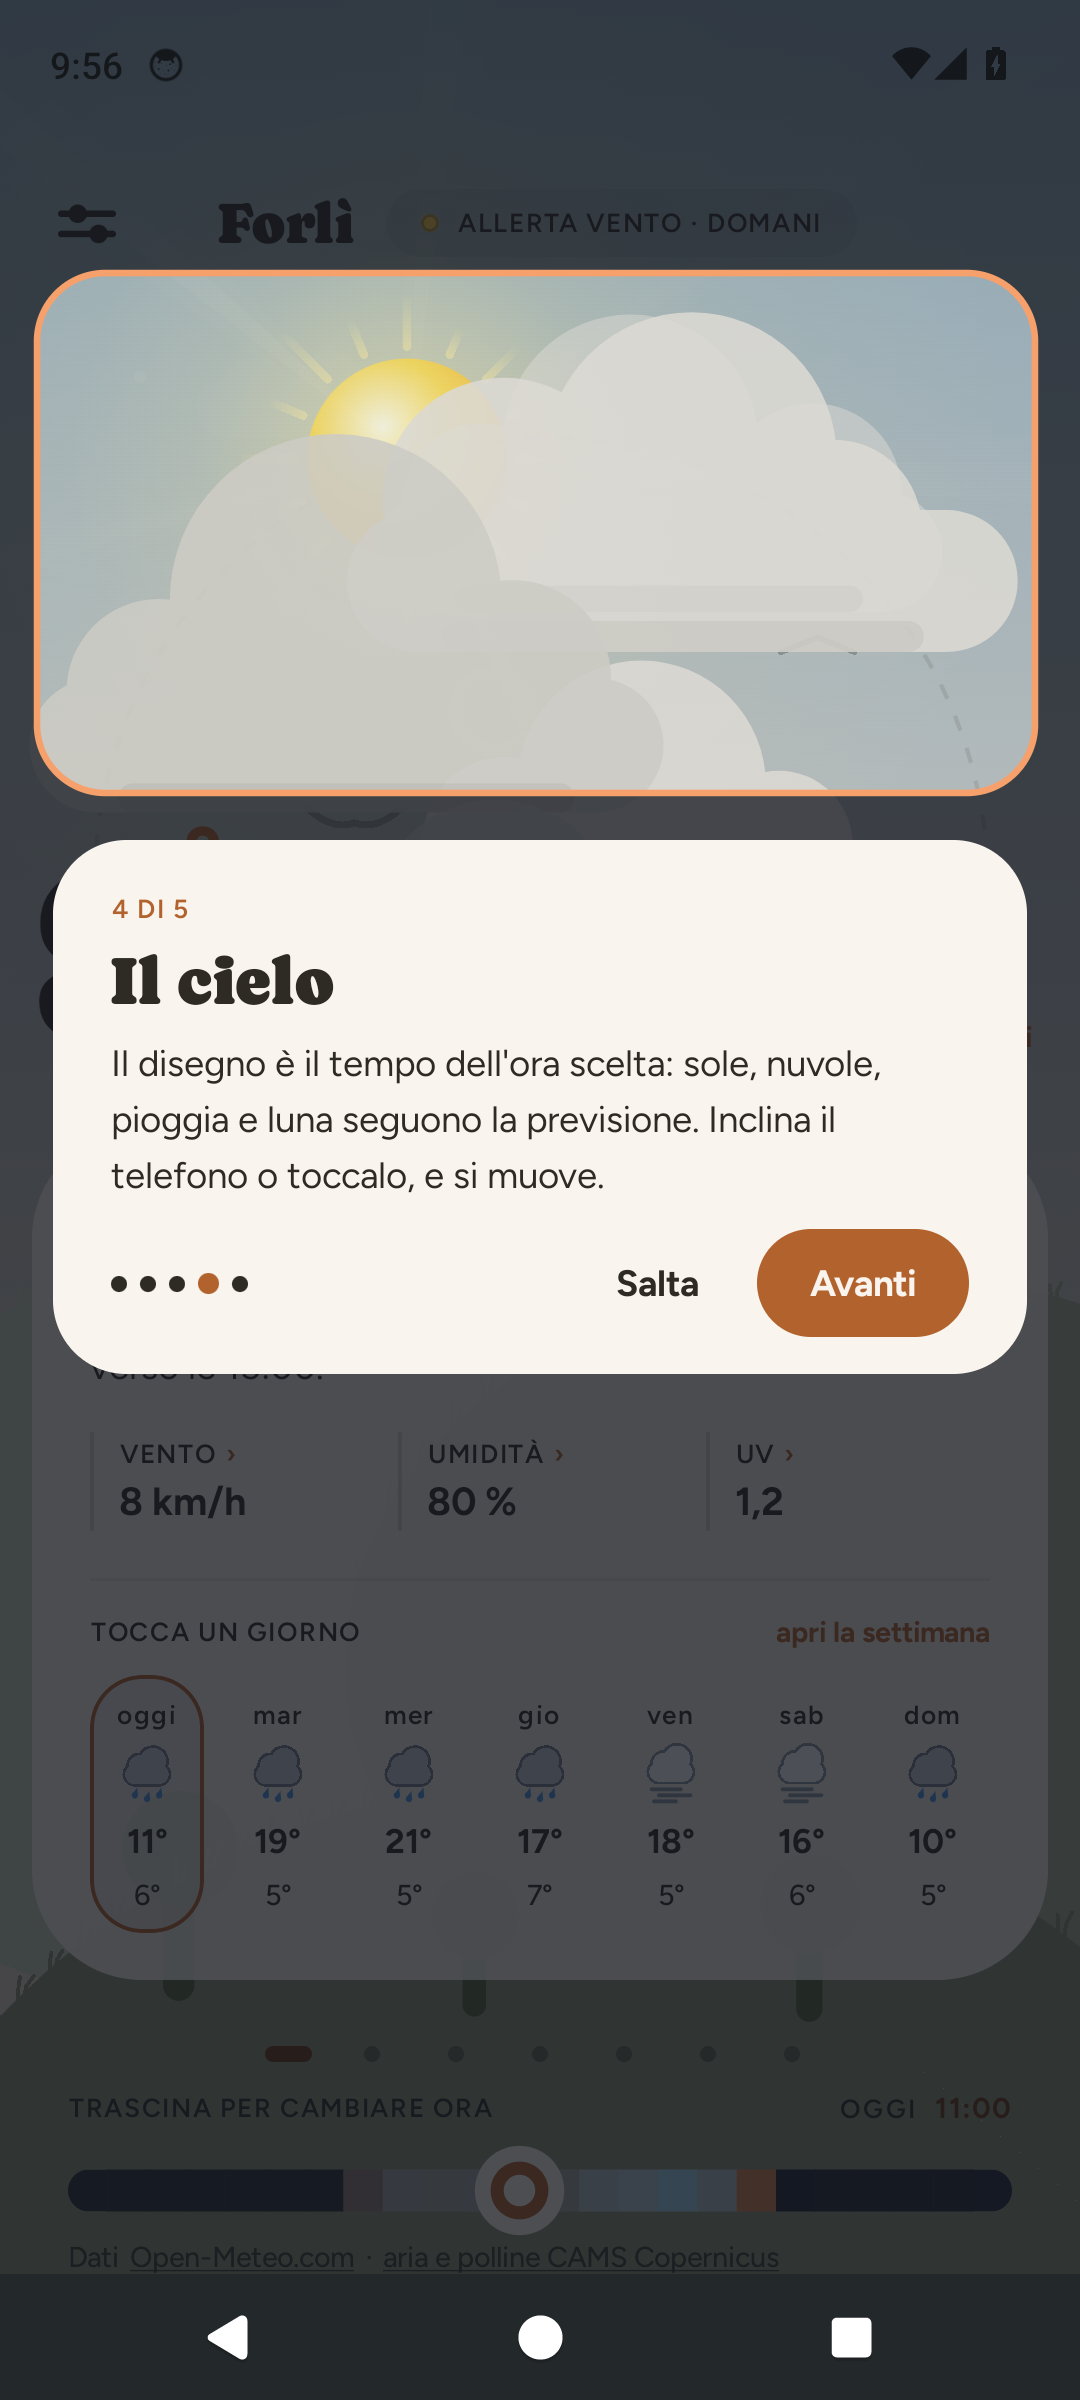 9:56
Forlì
ALLERTA VENTO · DOMANI
4 DI 5
Il cielo
Il disegno è il tempo dell'ora scelta: sole, nuvole,
pioggia e luna seguono la previsione. Inclina il
telefono o toccalo, e si muove.
Salta
Avanti
VENTO ›
UMIDITÀ ›
UV ›
8 km/h
80 %
1,2
TOCCA UN GIORNO
apri la settimana
oggi
mar
mer
gio
ven
sab
dom
11°
19°
21°
17°
18°
16°
10°
6°
5°
5°
7°
5°
6°
5°
TRASCINA PER CAMBIARE ORA
OGGI 11:00
Dati Open-Meteo.com · aria e polline CAMS Copernicus